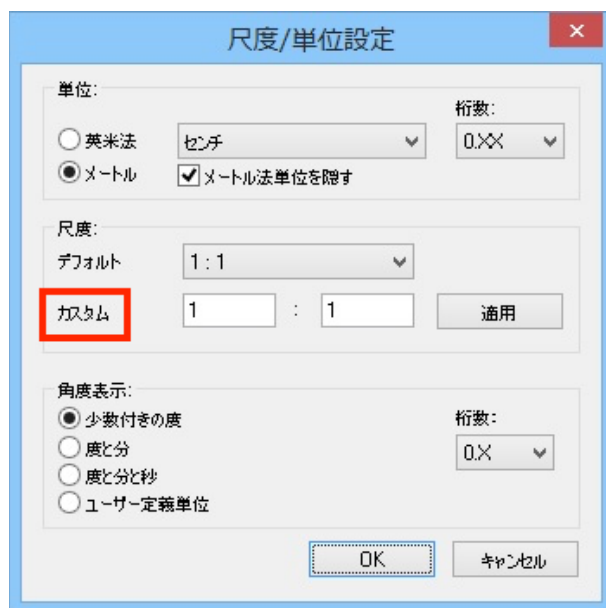 尺度/単位設定
単位:
桁数:
英米法 センチ 0.XX
メートル メートル法単位を隠す
尺度:
デフォルト 1 : 1
カスタム 1 : 1 適用
角度表示:
少数付きの度 桁数:
度と分 0.X
度と分と秒
ユーザー定義単位
OK キャンセル